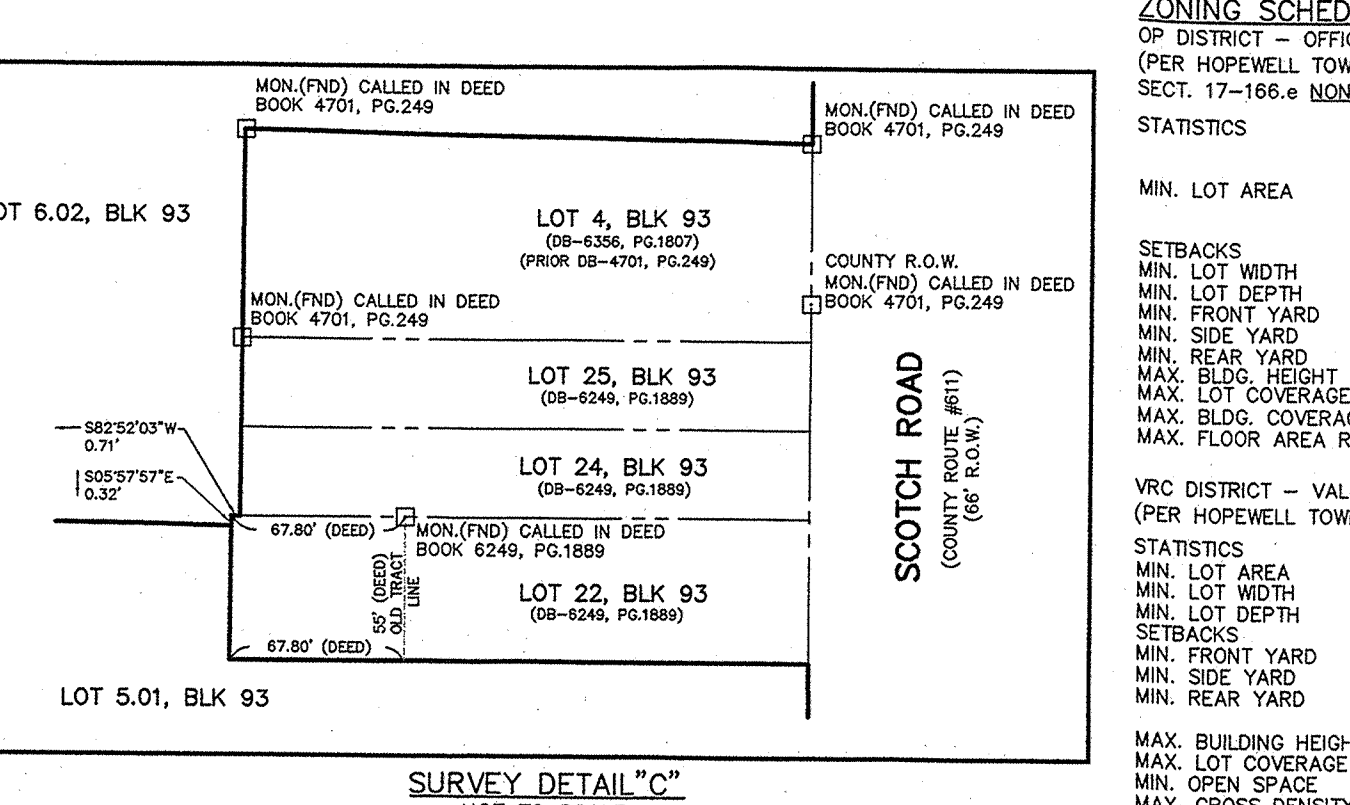 MON.(FND) CALLED IN DEED
BOOK 4701, PG.249
MON.(FND) CALLED IN DEED
BOOK 4701, PG.249
LOT 4, BLK 93
(DB-6356, PG.1807)
(PRIOR DB-4701, PG.249)
6.02, BLK 93
COUNTY R.O.W.
MON.(FND) CALLED IN DEED
BOOK 4701, PG.249
MON.(FND) CALLED IN DEED
BOOK 4701, PG.249
LOT 25, BLK 93
(DB-6249, PG.1889)
SCOTCH ROAD
(COUNTY ROUTE #611)
(66' R.O.W.)
S82°52'03"W
0.71'
S05°57'57"E
0.32'
LOT 24, BLK 93
(DB-6249, PG.1889)
67.80' (DEED)
MON.(FND) CALLED IN DEED
BOOK 6249, PG.1889
55' (DEED)
OLD TRACT
LINE
LOT 22, BLK 93
(DB-6249, PG.1889)
67.80' (DEED)
LOT 5.01, BLK 93
SURVEY DETAIL"C"
ZONING SCHED
OP DISTRICT – OFFIC
(PER HOPEWELL TOW
SECT. 17-166.e NON
STATISTICS
MIN. LOT AREA
SETBACKS
MIN. LOT WIDTH
MIN. LOT DEPTH
MIN. FRONT YARD
MIN. SIDE YARD
MIN. REAR YARD
MAX. BLDG. HEIGHT
MAX. LOT COVERAGE
MAX. BLDG. COVERAG
MAX. FLOOR AREA R
VRC DISTRICT – VAL
(PER HOPEWELL TOW
STATISTICS
MIN. LOT AREA
MIN. LOT WIDTH
MIN. LOT DEPTH
SETBACKS
MIN. FRONT YARD
MIN. SIDE YARD
MIN. REAR YARD
MAX. BUILDING HEIGH
MAX. LOT COVERAGE
MIN. OPEN SPACE
MAX. GROSS DENSITY